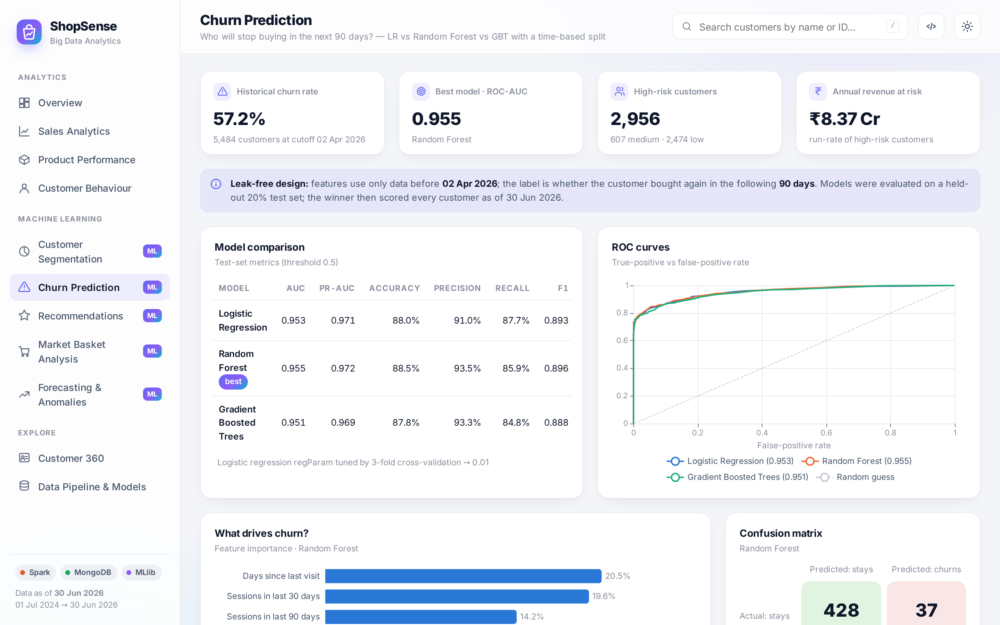 ShopSense
Big Data Analytics
ANALYTICS
Overview
Sales Analytics
Product Performance
Customer Behaviour
MACHINE LEARNING
Customer
Segmentation
ML
Churn Prediction
ML
Recommendations
ML
Market Basket
Analysis
ML
Forecasting &
Anomalies
ML
EXPLORE
Customer 360
Data Pipeline & Models
Spark
MongoDB
MLlib
Data as of 30 Jun 2026
01 Jul 2024 → 30 Jun 2026
Churn Prediction
Who will stop buying in the next 90 days? — LR vs Random Forest vs GBT with a time-based split
Search customers by name or ID...
/
Historical churn rate
57.2%
5,484 customers at cutoff 02 Apr 2026
Best model · ROC-AUC
0.955
Random Forest
High-risk customers
2,956
607 medium · 2,474 low
Annual revenue at risk
₹8.37 Cr
run-rate of high-risk customers
Leak-free design: features use only data before 02 Apr 2026; the label is whether the customer bought again in the following 90 days. Models were evaluated on a held-
out 20% test set; the winner then scored every customer as of 30 Jun 2026.
Model comparison
Test-set metrics (threshold 0.5)
MODEL AUC PR-AUC ACCURACY PRECISION RECALL F1
Logistic
Regression
0.953 0.971 88.0% 91.0% 87.7% 0.893
Random
Forest
best
0.955 0.972 88.5% 93.5% 85.9% 0.896
Gradient
Boosted
Trees
0.951 0.969 87.8% 93.3% 84.8% 0.888
Logistic regression regParam tuned by 3-fold cross-validation → 0.01
ROC curves
True-positive vs false-positive rate
1
0.8
0.6
0.4
0.2
0
0 0.2 0.4 0.6 0.8 1
False-positive rate
Logistic Regression (0.953) Random Forest (0.955)
Gradient Boosted Trees (0.951) Random guess
What drives churn?
Feature importance · Random Forest
Days since last visit 20.5%
Sessions in last 30 days 19.6%
Sessions in last 90 days 14.2%
Confusion matrix
Random Forest
Predicted: stays Predicted: churns
Actual: stays 428 37